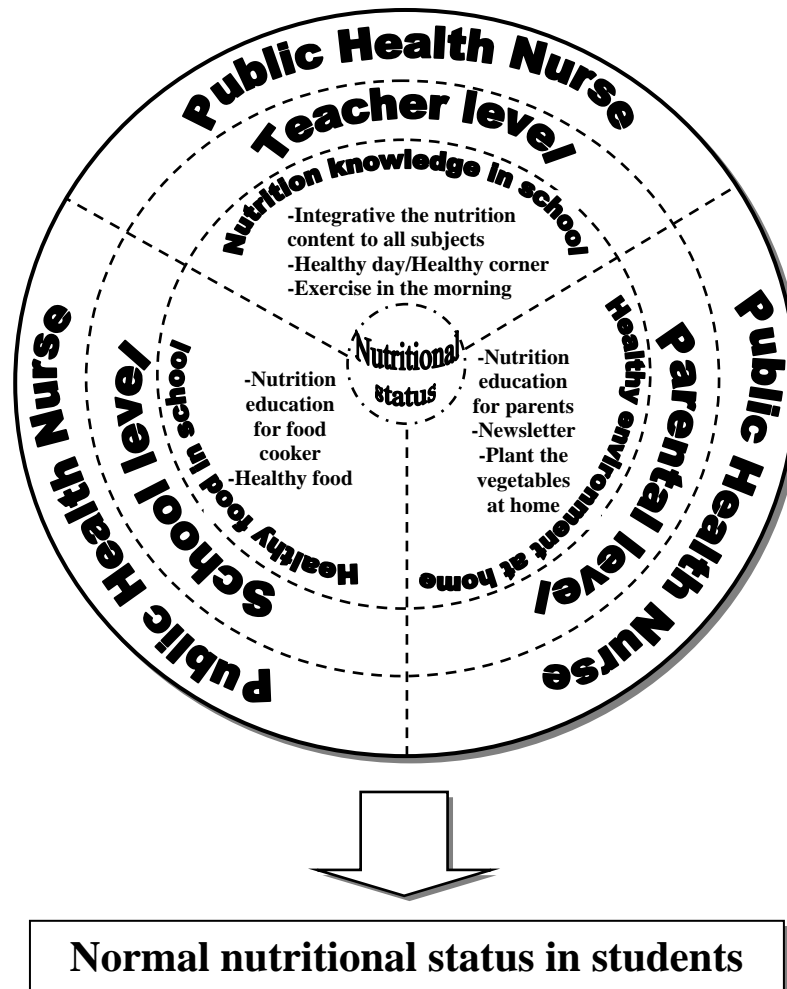 Public Health Nurse
Teacher level
Nutrition knowledge in school
-Integrative the nutrition
content to all subjects
-Healthy day/Healthy corner
-Exercise in the morning
Nutritional
status
Public Health Nurse
School level
Healthy food in school
-Nutrition
education
for food
cooker
-Healthy food
-Nutrition
education
for parents
-Newsletter
-Plant the
vegetables
at home
Healthy environment at home
Parental level
Public Health Nurse
Normal nutritional status in students